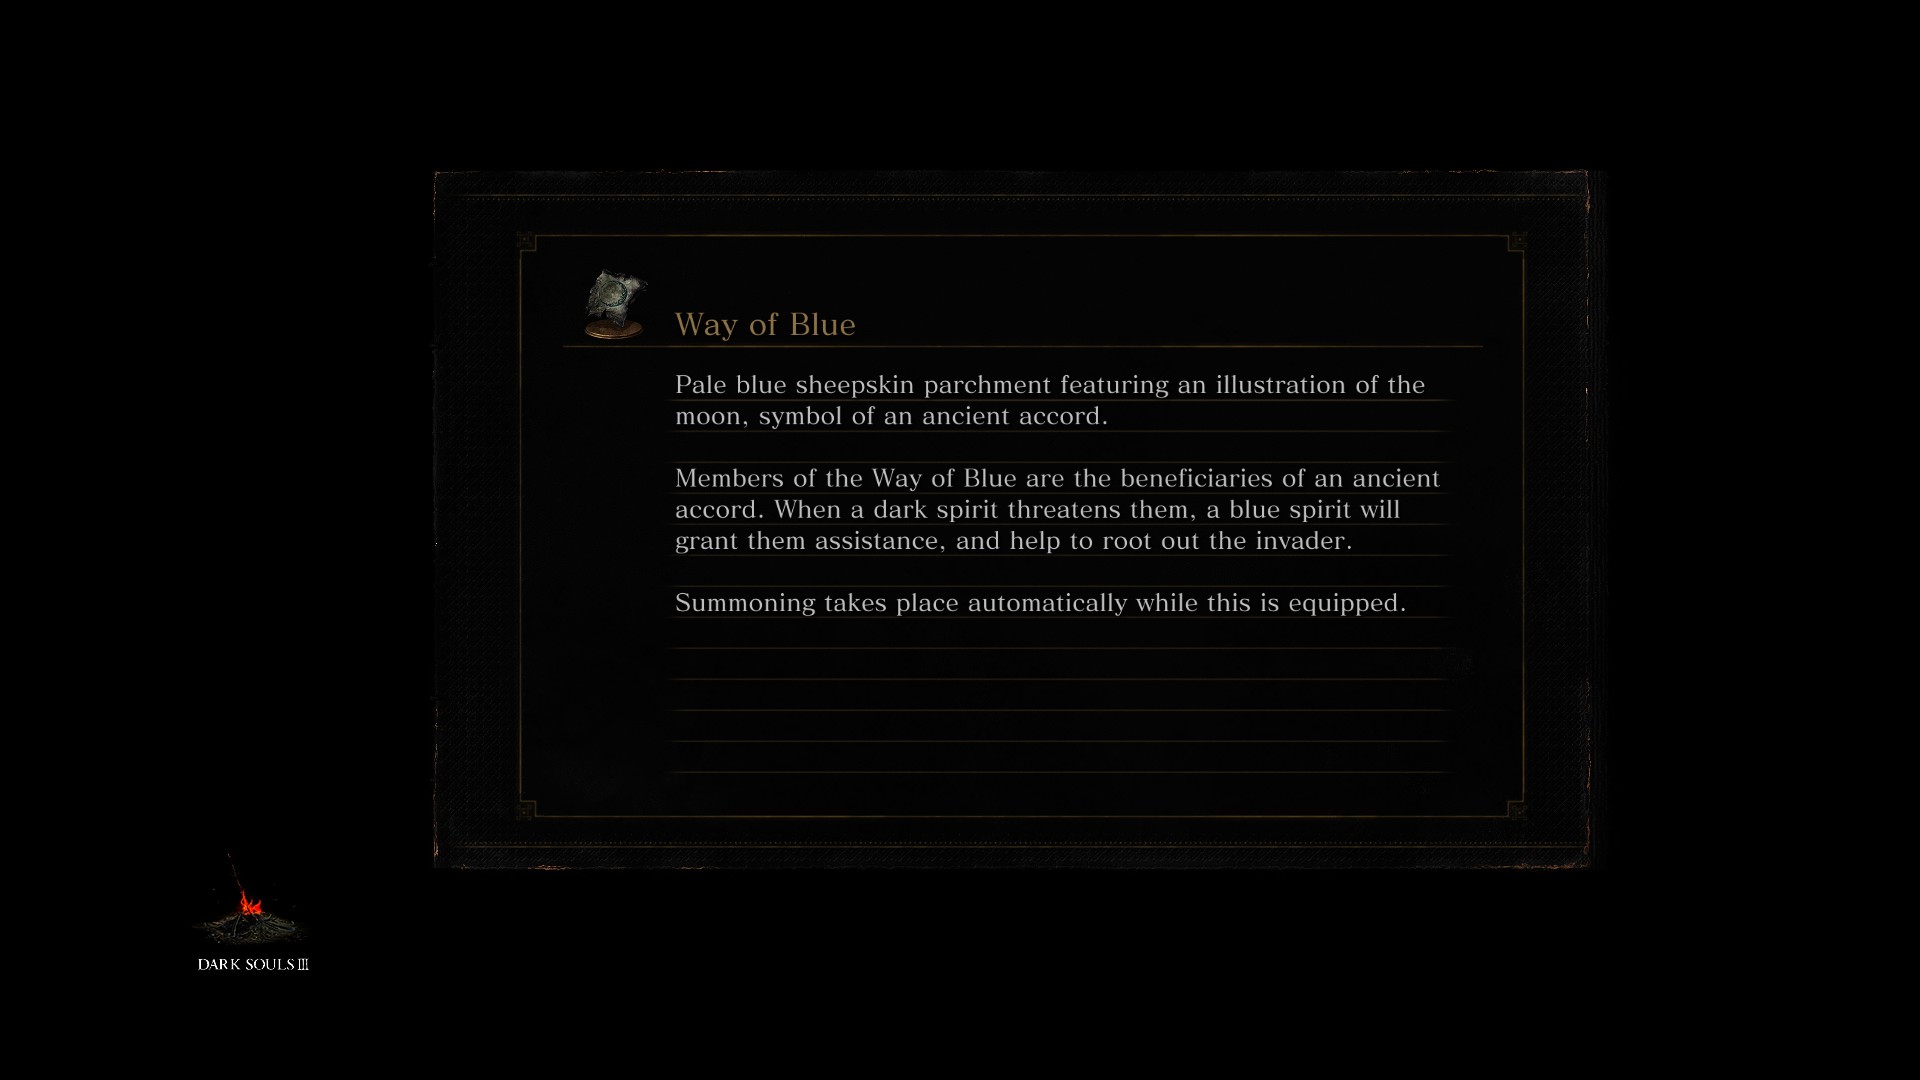 Way of Blue
Pale blue sheepskin parchment featuring an illustration of the
moon, symbol of an ancient accord.
Members of the Way of Blue are the beneficiaries of an ancient
accord. When a dark spirit threatens them, a blue spirit will
grant them assistance, and help to root out the invader.
Summoning takes place automatically while this is equipped.
DARK SOULS III